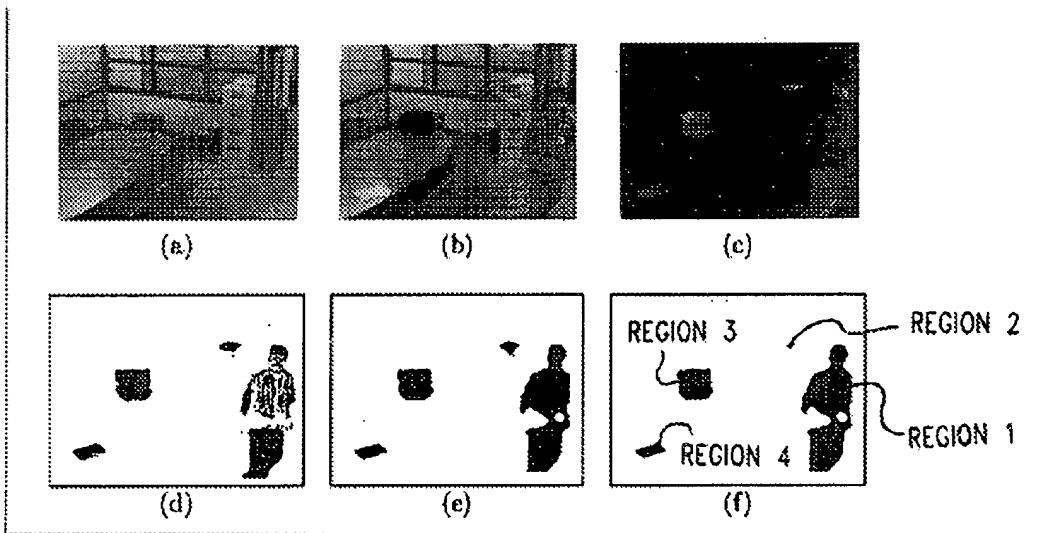 (a)
(b)
(c)
(d)
(e)
(f)
REGION 3
REGION 2
REGION 4
REGION 1